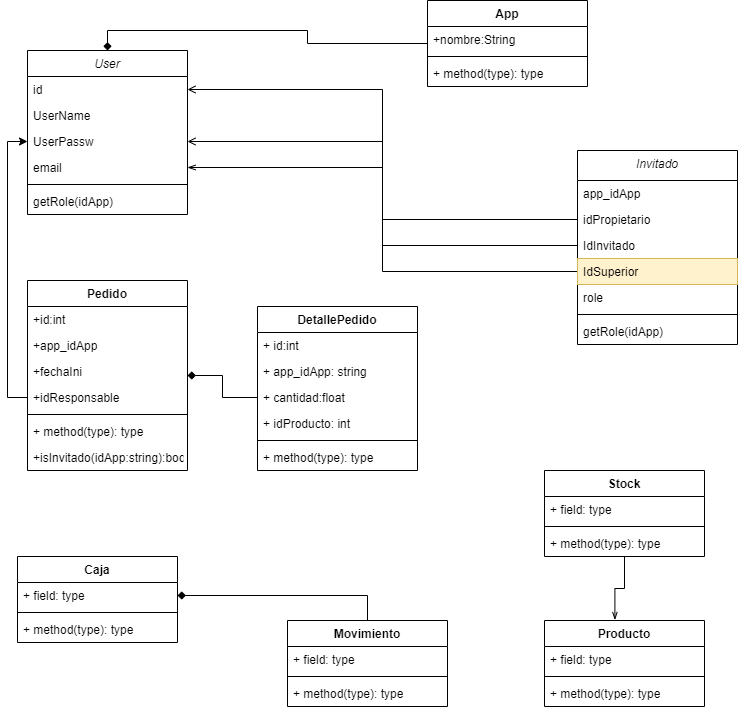 App
+nombre:String
+ method(type): type
User
id
UserName
UserPassw
email
getRole(idApp)
Invitado
app_idApp
idPropietario
IdInvitado
IdSuperior
role
getRole(idApp)
Pedido
+id:int
+app_idApp
+fechaIni
+idResponsable
+ method(type): type
+isInvitado(idApp:string):boc
DetallePedido
+ id:int
+ app_idApp: string
+ cantidad:float
+ idProducto: int
+ method(type): type
Stock
+ field: type
+ method(type): type
Caja
+ field: type
+ method(type): type
Movimiento
+ field: type
+ method(type): type
Producto
+ field: type
+ method(type): type